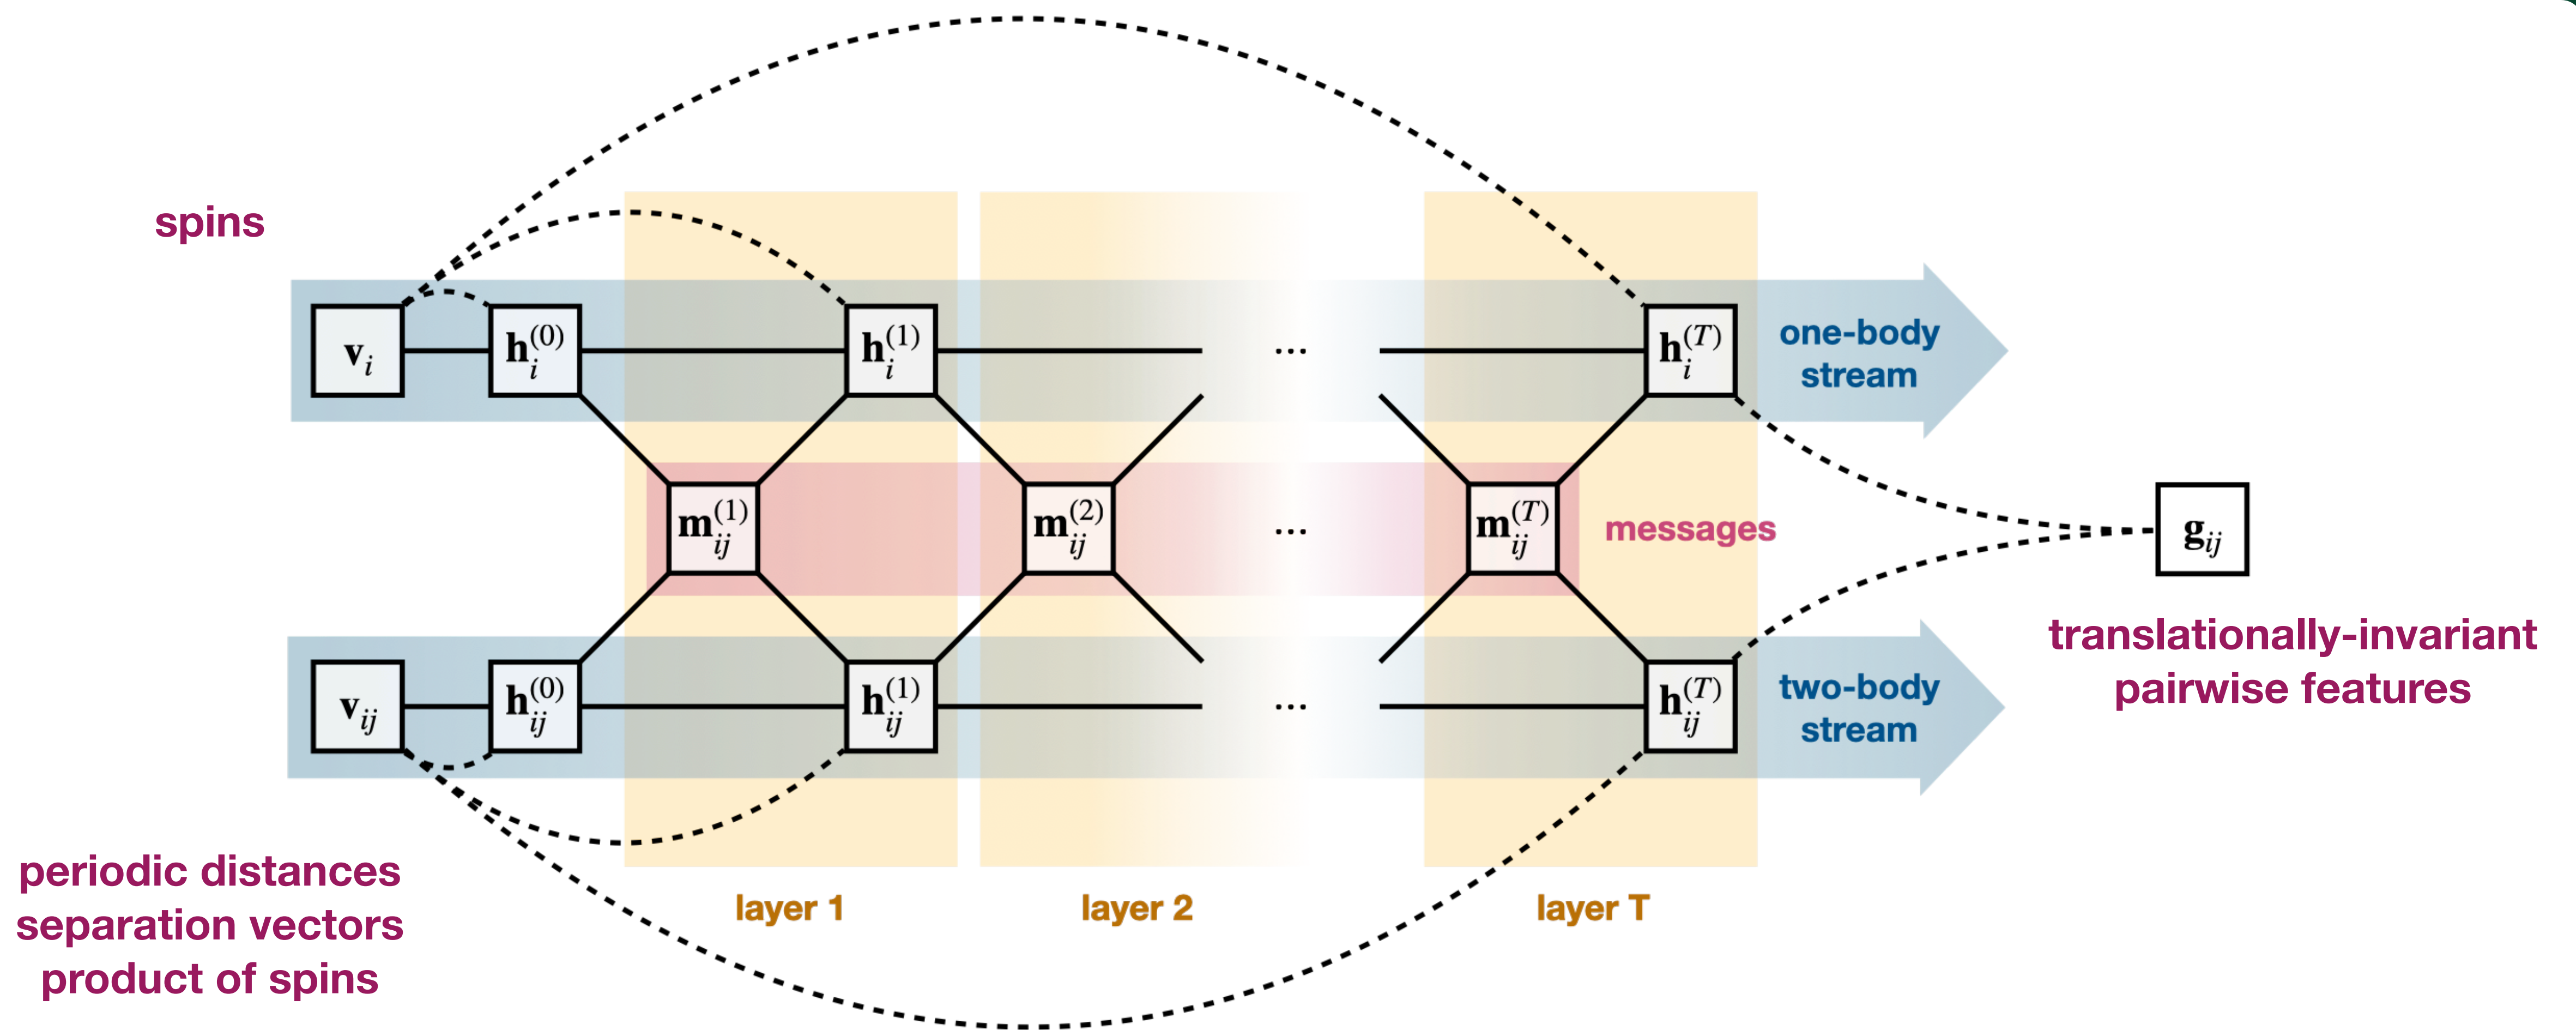 spins
v_i
h_i^(0)
h_i^(1)
...
h_i^(T)
one-body
stream
m_ij^(1)
m_ij^(2)
...
m_ij^(T)
messages
g_ij
translationally-invariant
pairwise features
v_ij
h_ij^(0)
h_ij^(1)
...
h_ij^(T)
two-body
stream
periodic distances
separation vectors
product of spins
layer 1
layer 2
layer T